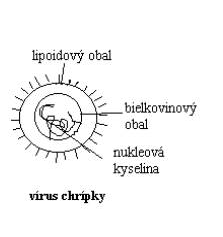 lipoidový obal
bielkovinový
obal
nukleová
kyselina
vírus chrípky